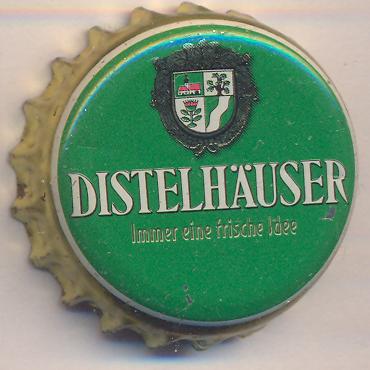 DISTELHÄUSER
Immer eine frische Idee